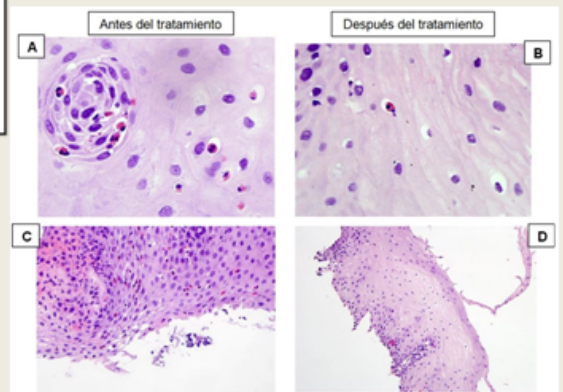 Antes del tratamiento
Después del tratamiento
A
B
C
D